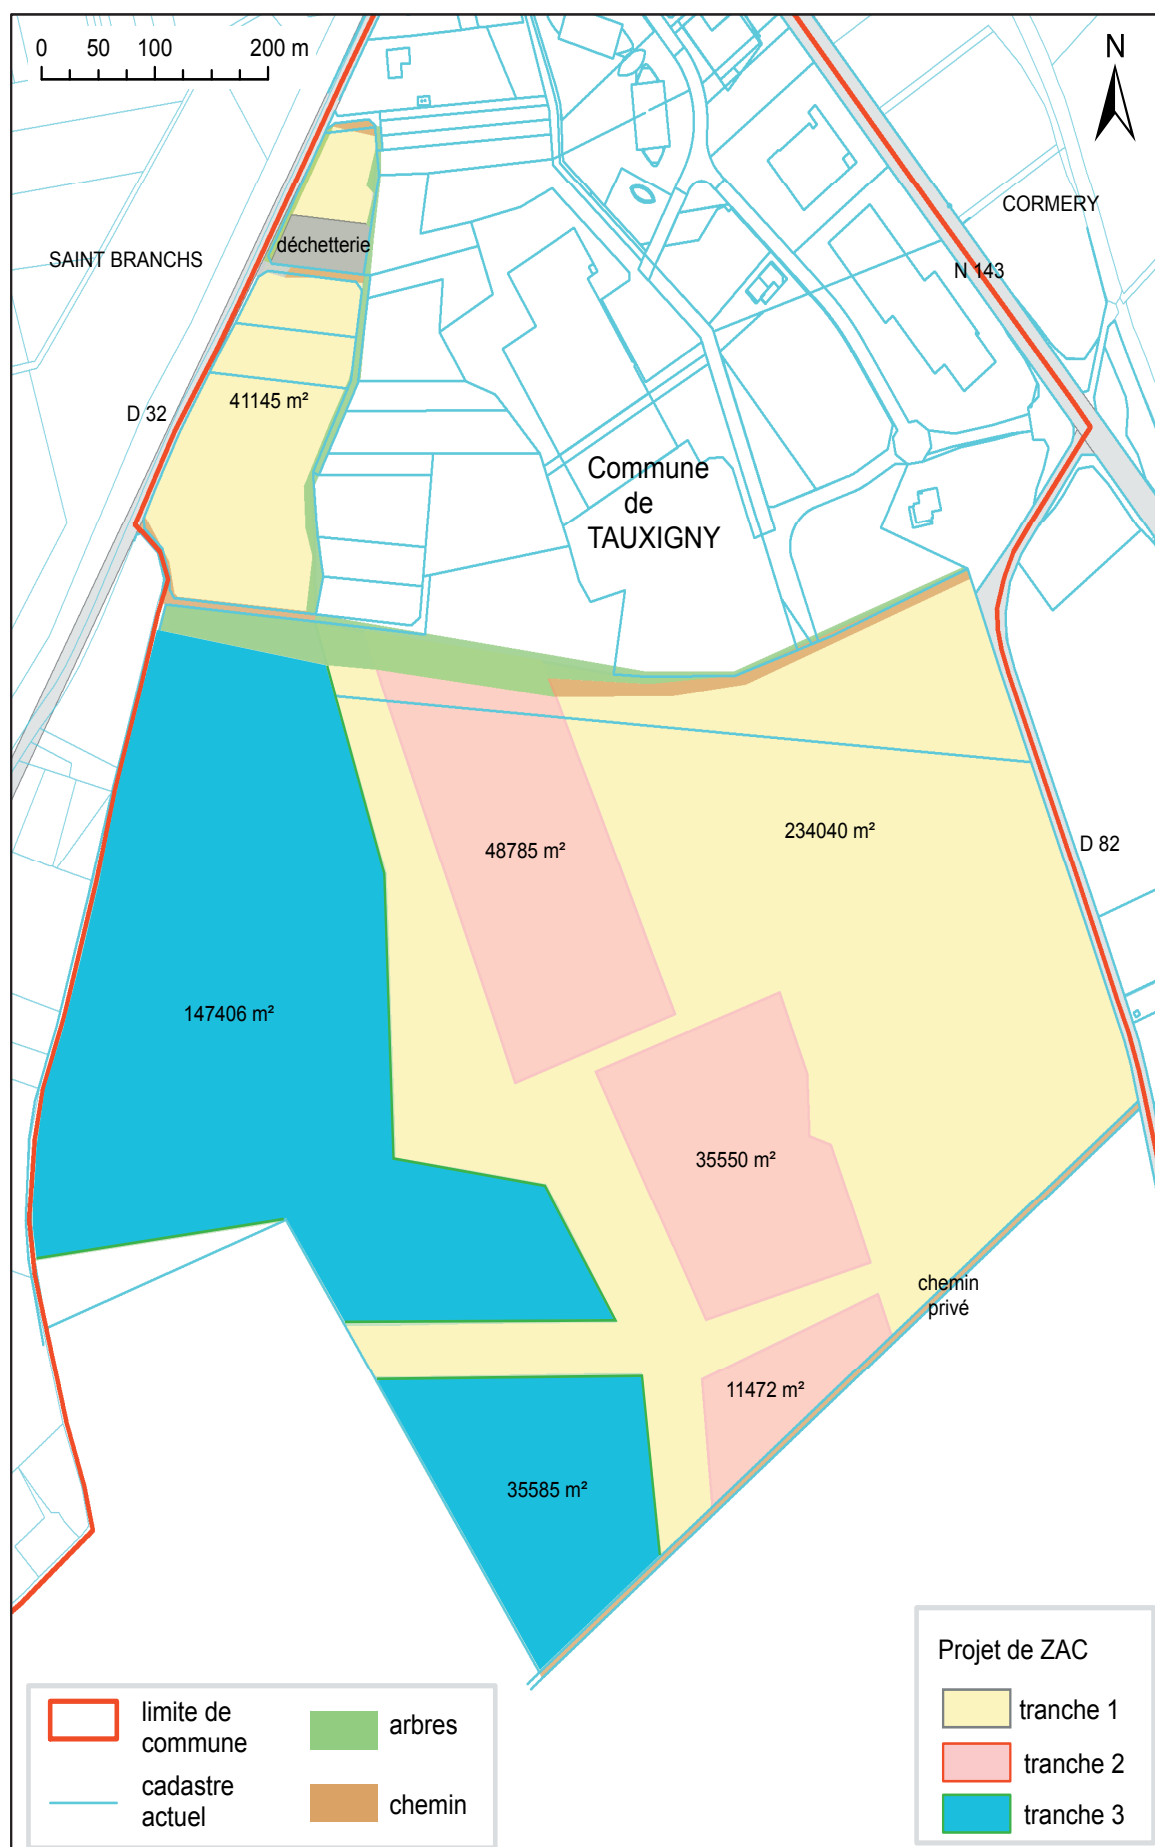 0 50 100 200 m
N
CORMERY
déchetterie
SAINT BRANCHS
N 143
41145 m²
D 32
Commune
de
TAUXIGNY
234040 m²
D 82
48785 m²
147406 m²
35550 m²
chemin
privé
11472 m²
35585 m²
limite de
commune
arbres
cadastre
actuel
chemin
Projet de ZAC
tranche 1
tranche 2
tranche 3